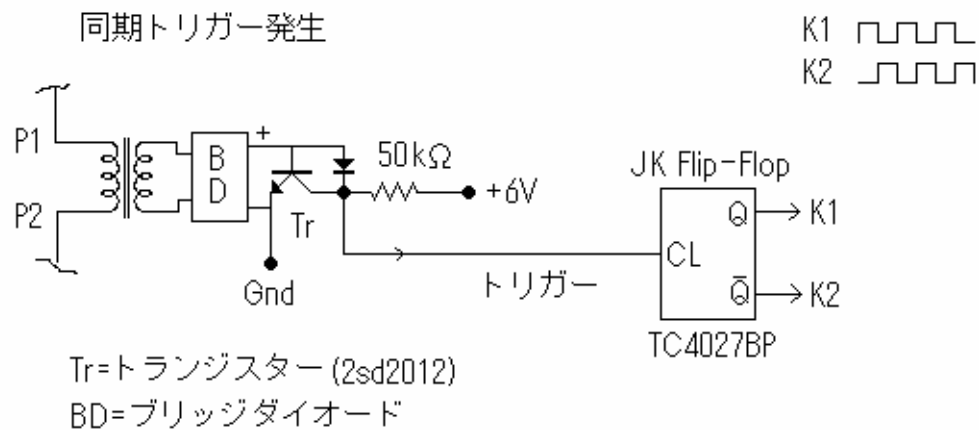 同期トリガー発生
K1
K2
P1
P2
B
D
+
Tr
Gnd
50kΩ
+6V
トリガー
JK Flip-Flop
CL
Q
Q̅
K1
K2
TC4027BP
Tr=トランジスター(2sd2012)
BD=ブリッジダイオード